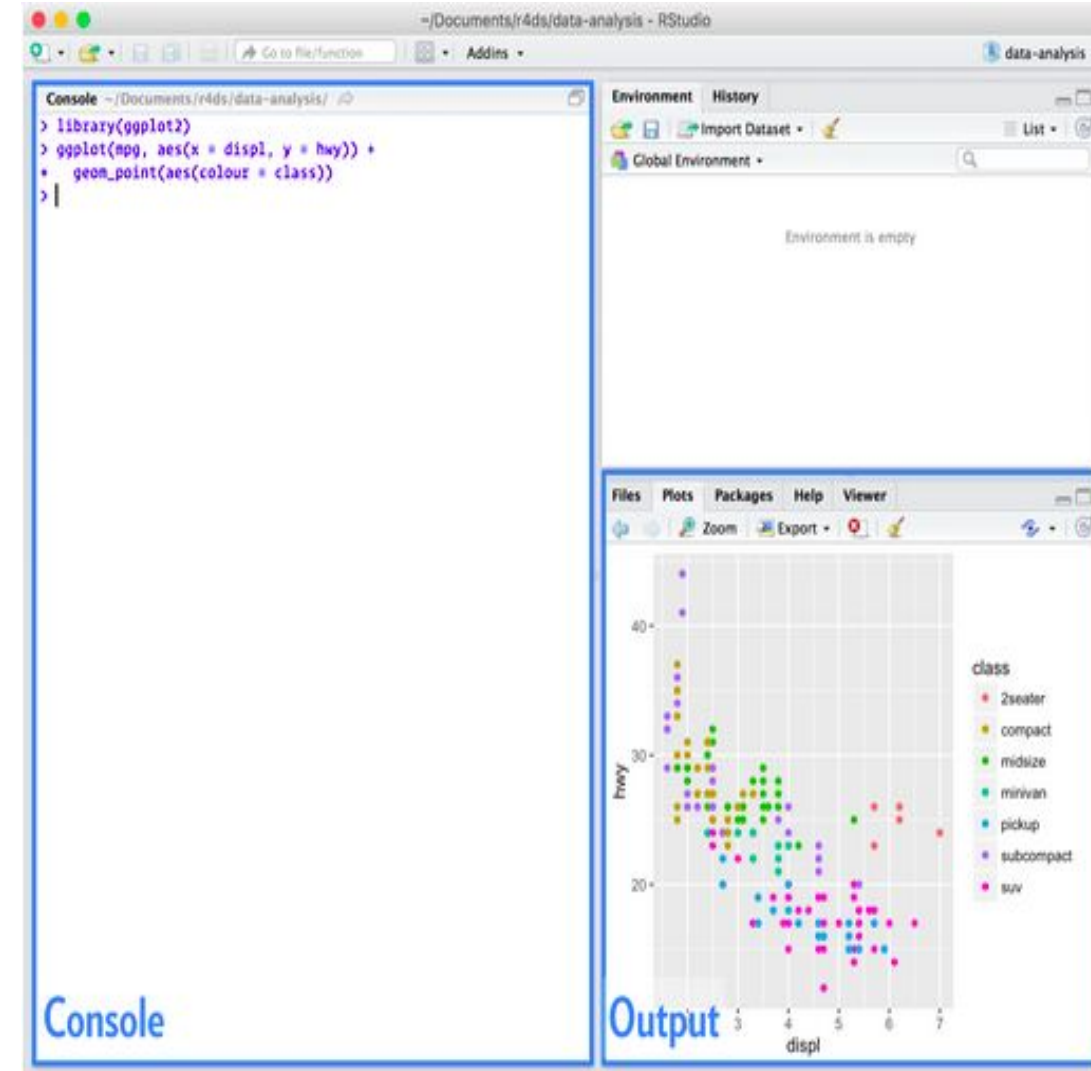 ~/Documents/r4ds/data-analysis - RStudio
Go to file/function
Addins
data-analysis
Console ~/Documents/r4ds/data-analysis/
> library(ggplot2)
> ggplot(mpg, aes(x = displ, y = hwy)) +
+   geom_point(aes(colour = class))
>
Console
Environment History
Import Dataset
List
Global Environment
Environment is empty
Files Plots Packages Help Viewer
Zoom Export
40
30
20
hwy
3 4 5 6 7
displ
class
2seater
compact
midsize
minivan
pickup
subcompact
suv
Output